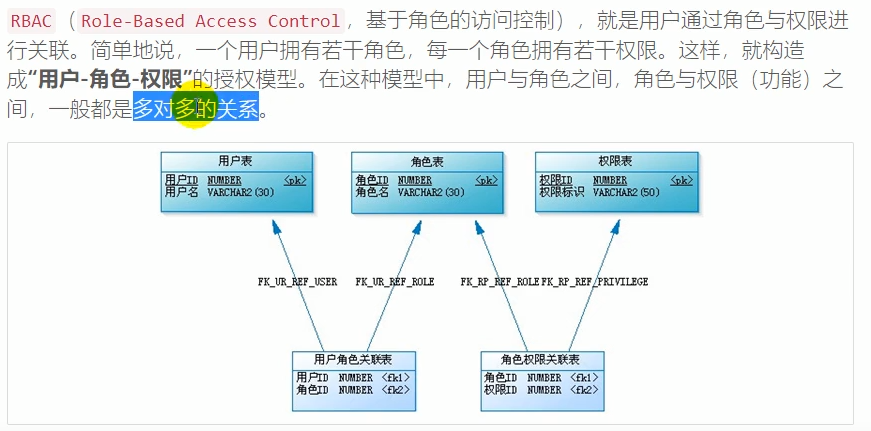 RBAC（Role-Based Access Control，基于角色的访问控制），就是用户通过角色与权限进
行关联。简单地说，一个用户拥有若干角色，每一个角色拥有若干权限。这样，就构造
成“用户-角色-权限”的授权模型。在这种模型中，用户与角色之间，角色与权限（功能）之
间，一般都是多对多的关系。
用户表
用户ID NUMBER <pk>
用户名 VARCHAR2(30)
角色表
角色ID NUMBER <pk>
角色名 VARCHAR2(30)
权限表
权限ID NUMBER <pk>
权限标识 VARCHAR2(50)
FK_UR_REF_USER
FK_UR_REF_ROLE
FK_RP_REF_ROLE
FK_RP_REF_PRIVILEGE
用户角色关联表
用户ID NUMBER <fk1>
角色ID NUMBER <fk2>
角色权限关联表
角色ID NUMBER <fk1>
权限ID NUMBER <fk2>